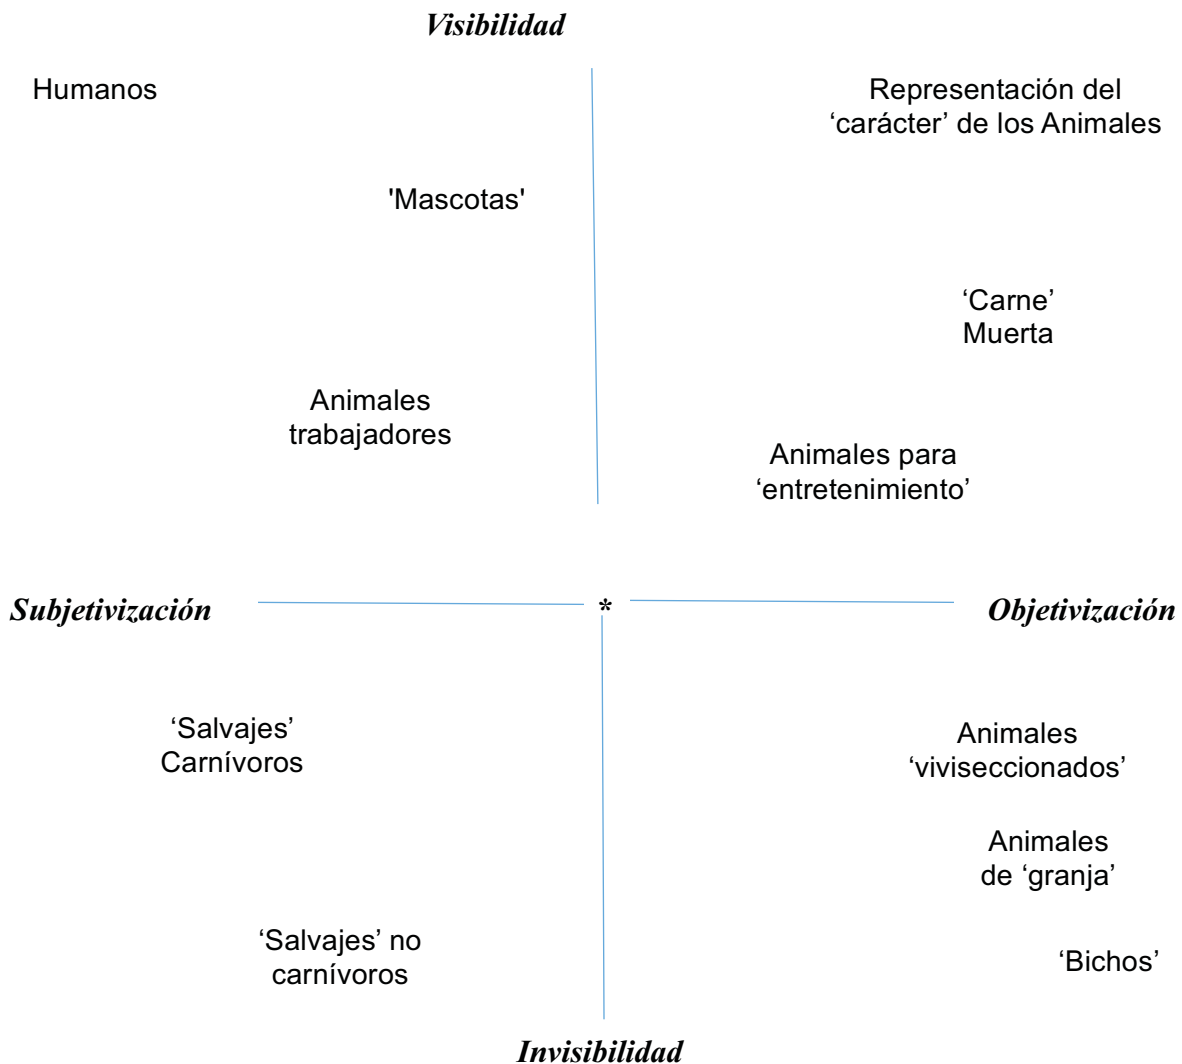 Visibilidad
Humanos
Representación del
‘carácter’ de los Animales
'Mascotas'
‘Carne’
Muerta
Animales
trabajadores
Animales para
‘entretenimiento’
Subjetivización
*
Objetivización
‘Salvajes’
Carnívoros
Animales
‘viviseccionados’
Animales
de ‘granja’
‘Salvajes’ no
carnívoros
‘Bichos’
Invisibilidad